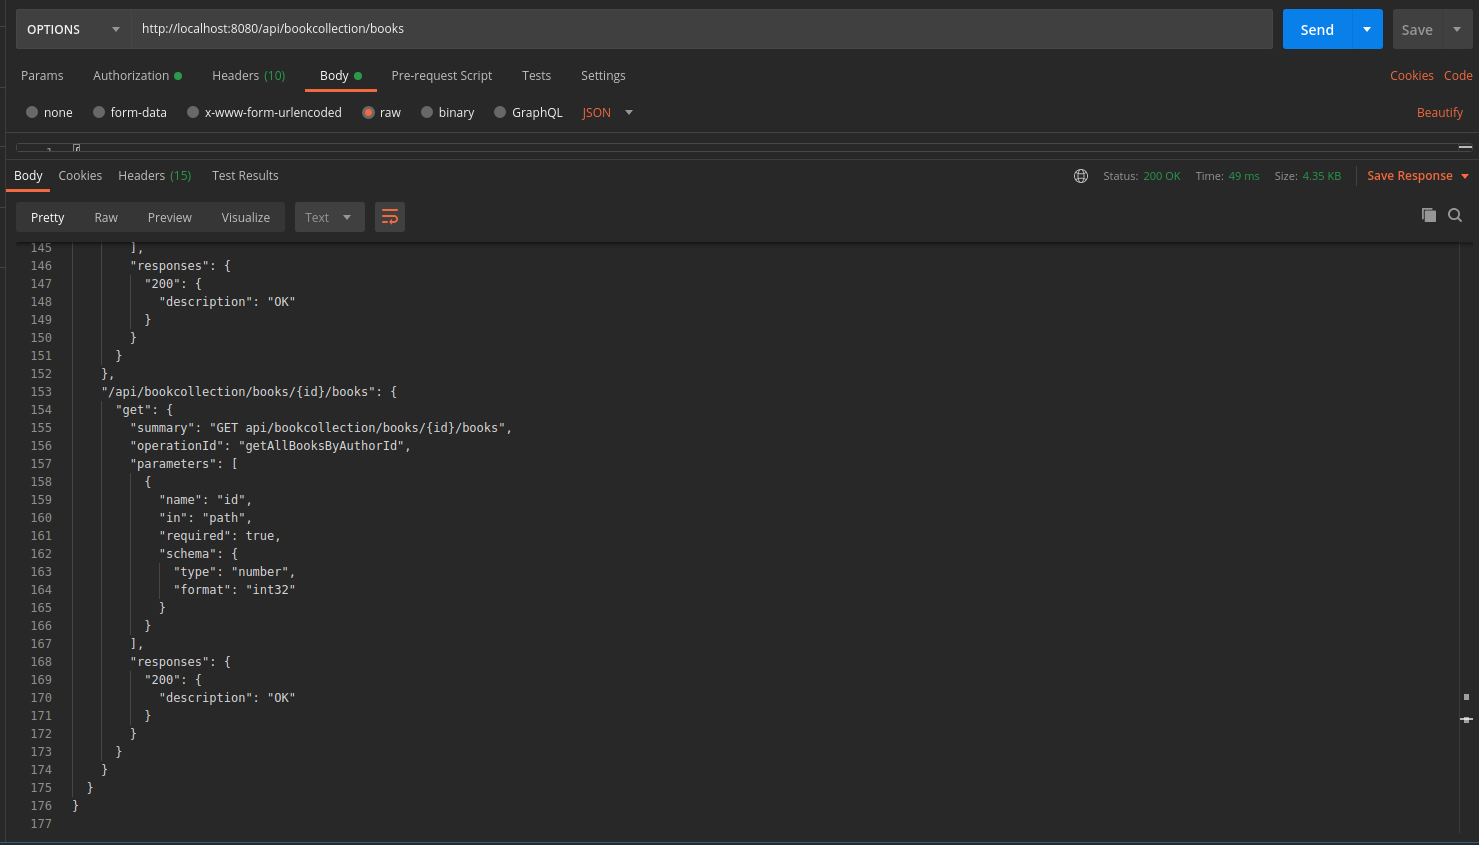 OPTIONS http://localhost:8080/api/bookcollection/books Send Save
Params Authorization Headers (10) Body Pre-request Script Tests Settings Cookies Code
none form-data x-www-form-urlencoded raw binary GraphQL JSON Beautify
Body Cookies Headers (15) Test Results Status: 200 OK Time: 49 ms Size: 4.35 KB Save Response
Pretty Raw Preview Visualize Text
145 ],
146 "responses": {
147 "200": {
148 "description": "OK"
149 }
150 }
151 }
152 },
153 "/api/bookcollection/books/{id}/books": {
154 "get": {
155 "summary": "GET api/bookcollection/books/{id}/books",
156 "operationId": "getAllBooksByAuthorId",
157 "parameters": [
158 {
159 "name": "id",
160 "in": "path",
161 "required": true,
162 "schema": {
163 "type": "number",
164 "format": "int32"
165 }
166 }
167 ],
168 "responses": {
169 "200": {
170 "description": "OK"
171 }
172 }
173 }
174 }
175 }
176 }
177